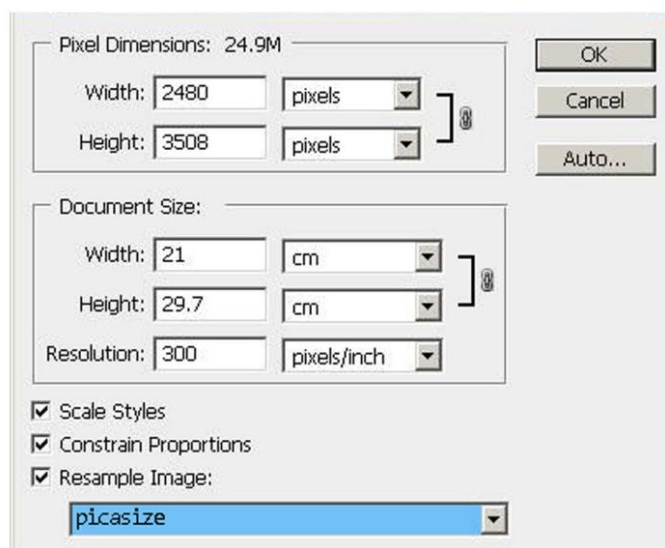 Pixel Dimensions: 24.9M
OK
Width: 2480 pixels
Cancel
Height: 3508 pixels
Auto...
Document Size:
Width: 21 cm
Height: 29.7 cm
Resolution: 300 pixels/inch
Scale Styles
Constrain Proportions
Resample Image:
picasize